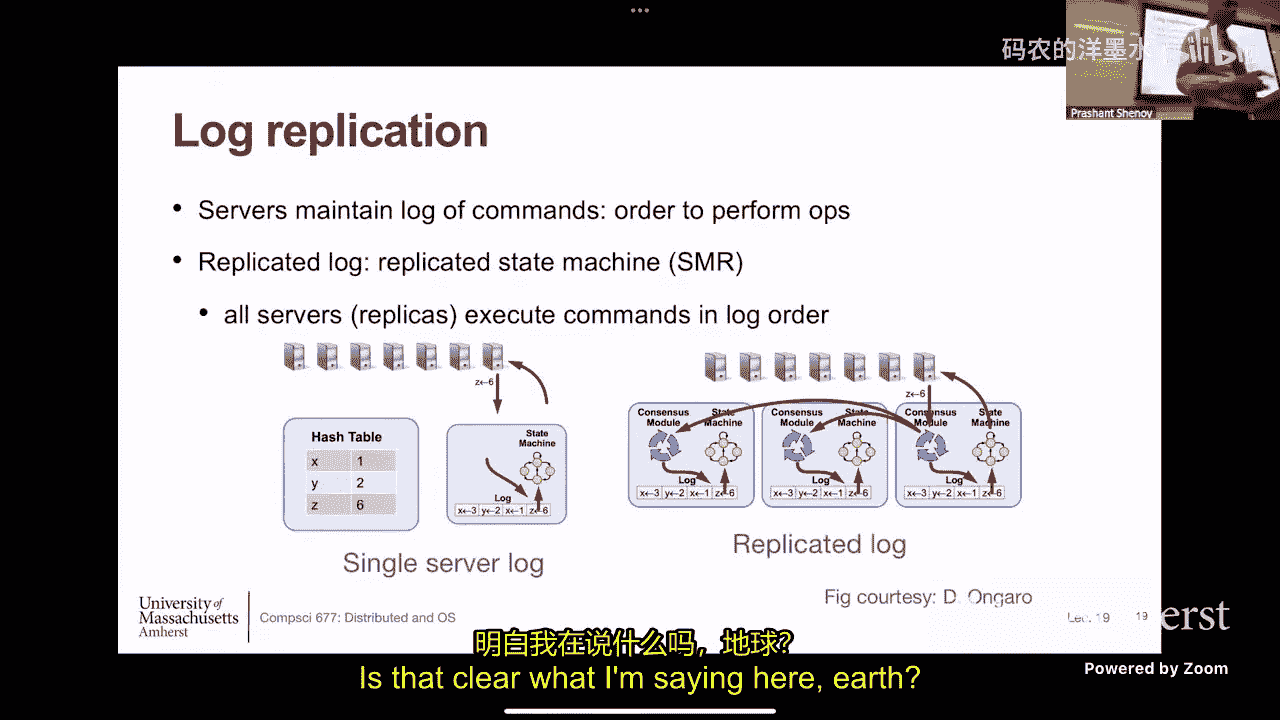 码农的洋墨水
Prashant Shenoy
Log replication
• Servers maintain log of commands: order to perform ops
• Replicated log: replicated state machine (SMR)
• all servers (replicas) execute commands in log order
z←6
Hash Table
x 1
y 2
z 6
State Machine
Log
x←3 y←2 x←1 z←6
Single server log
z←6
Consensus Module State Machine
Log
x←3 y←2 x←1 z←6
Consensus Module State Machine
Log
x←3 y←2 x←1 z←6
Consensus Module State Machine
Log
x←3 y←2 x←1 z←6
Replicated log
Fig courtesy: D. Ongaro
University of
Massachusetts
Amherst
Compsci 677: Distributed and OS
Lec. 19
19
明白我在说什么吗，地球?
Is that clear what I'm saying here, earth?
Powered by Zoom